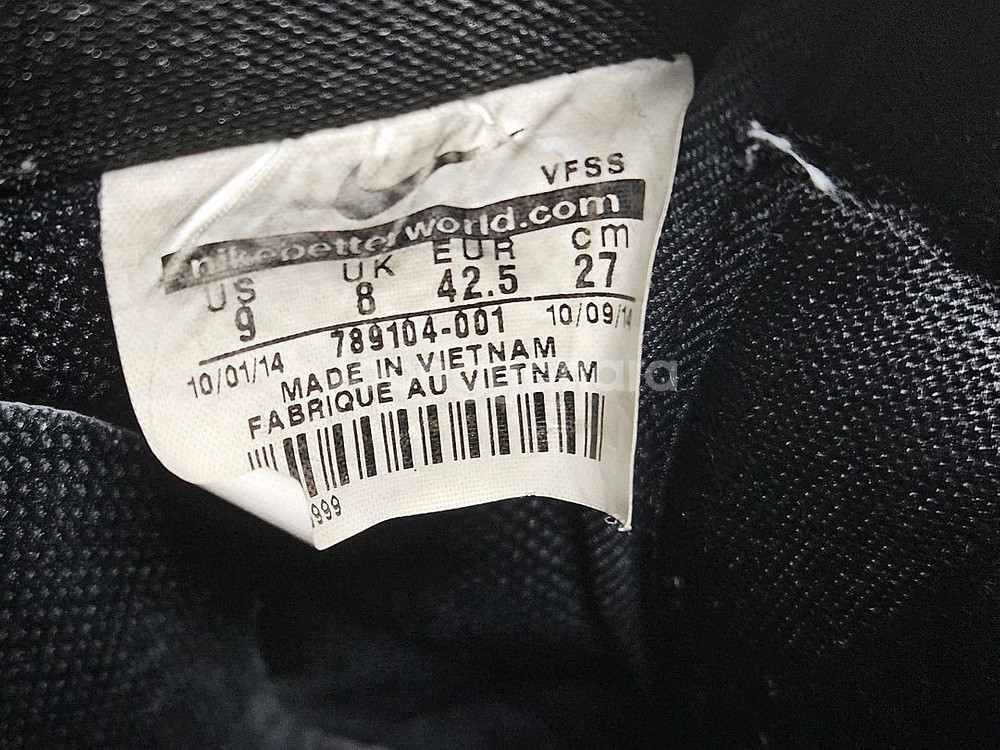 VFSS
nikebetterworld.com
US UK EUR cm
9 8 42.5 27
10/01/14 789104-001 10/09/14
MADE IN VIETNAM
FABRIQUE AU VIETNAM
999